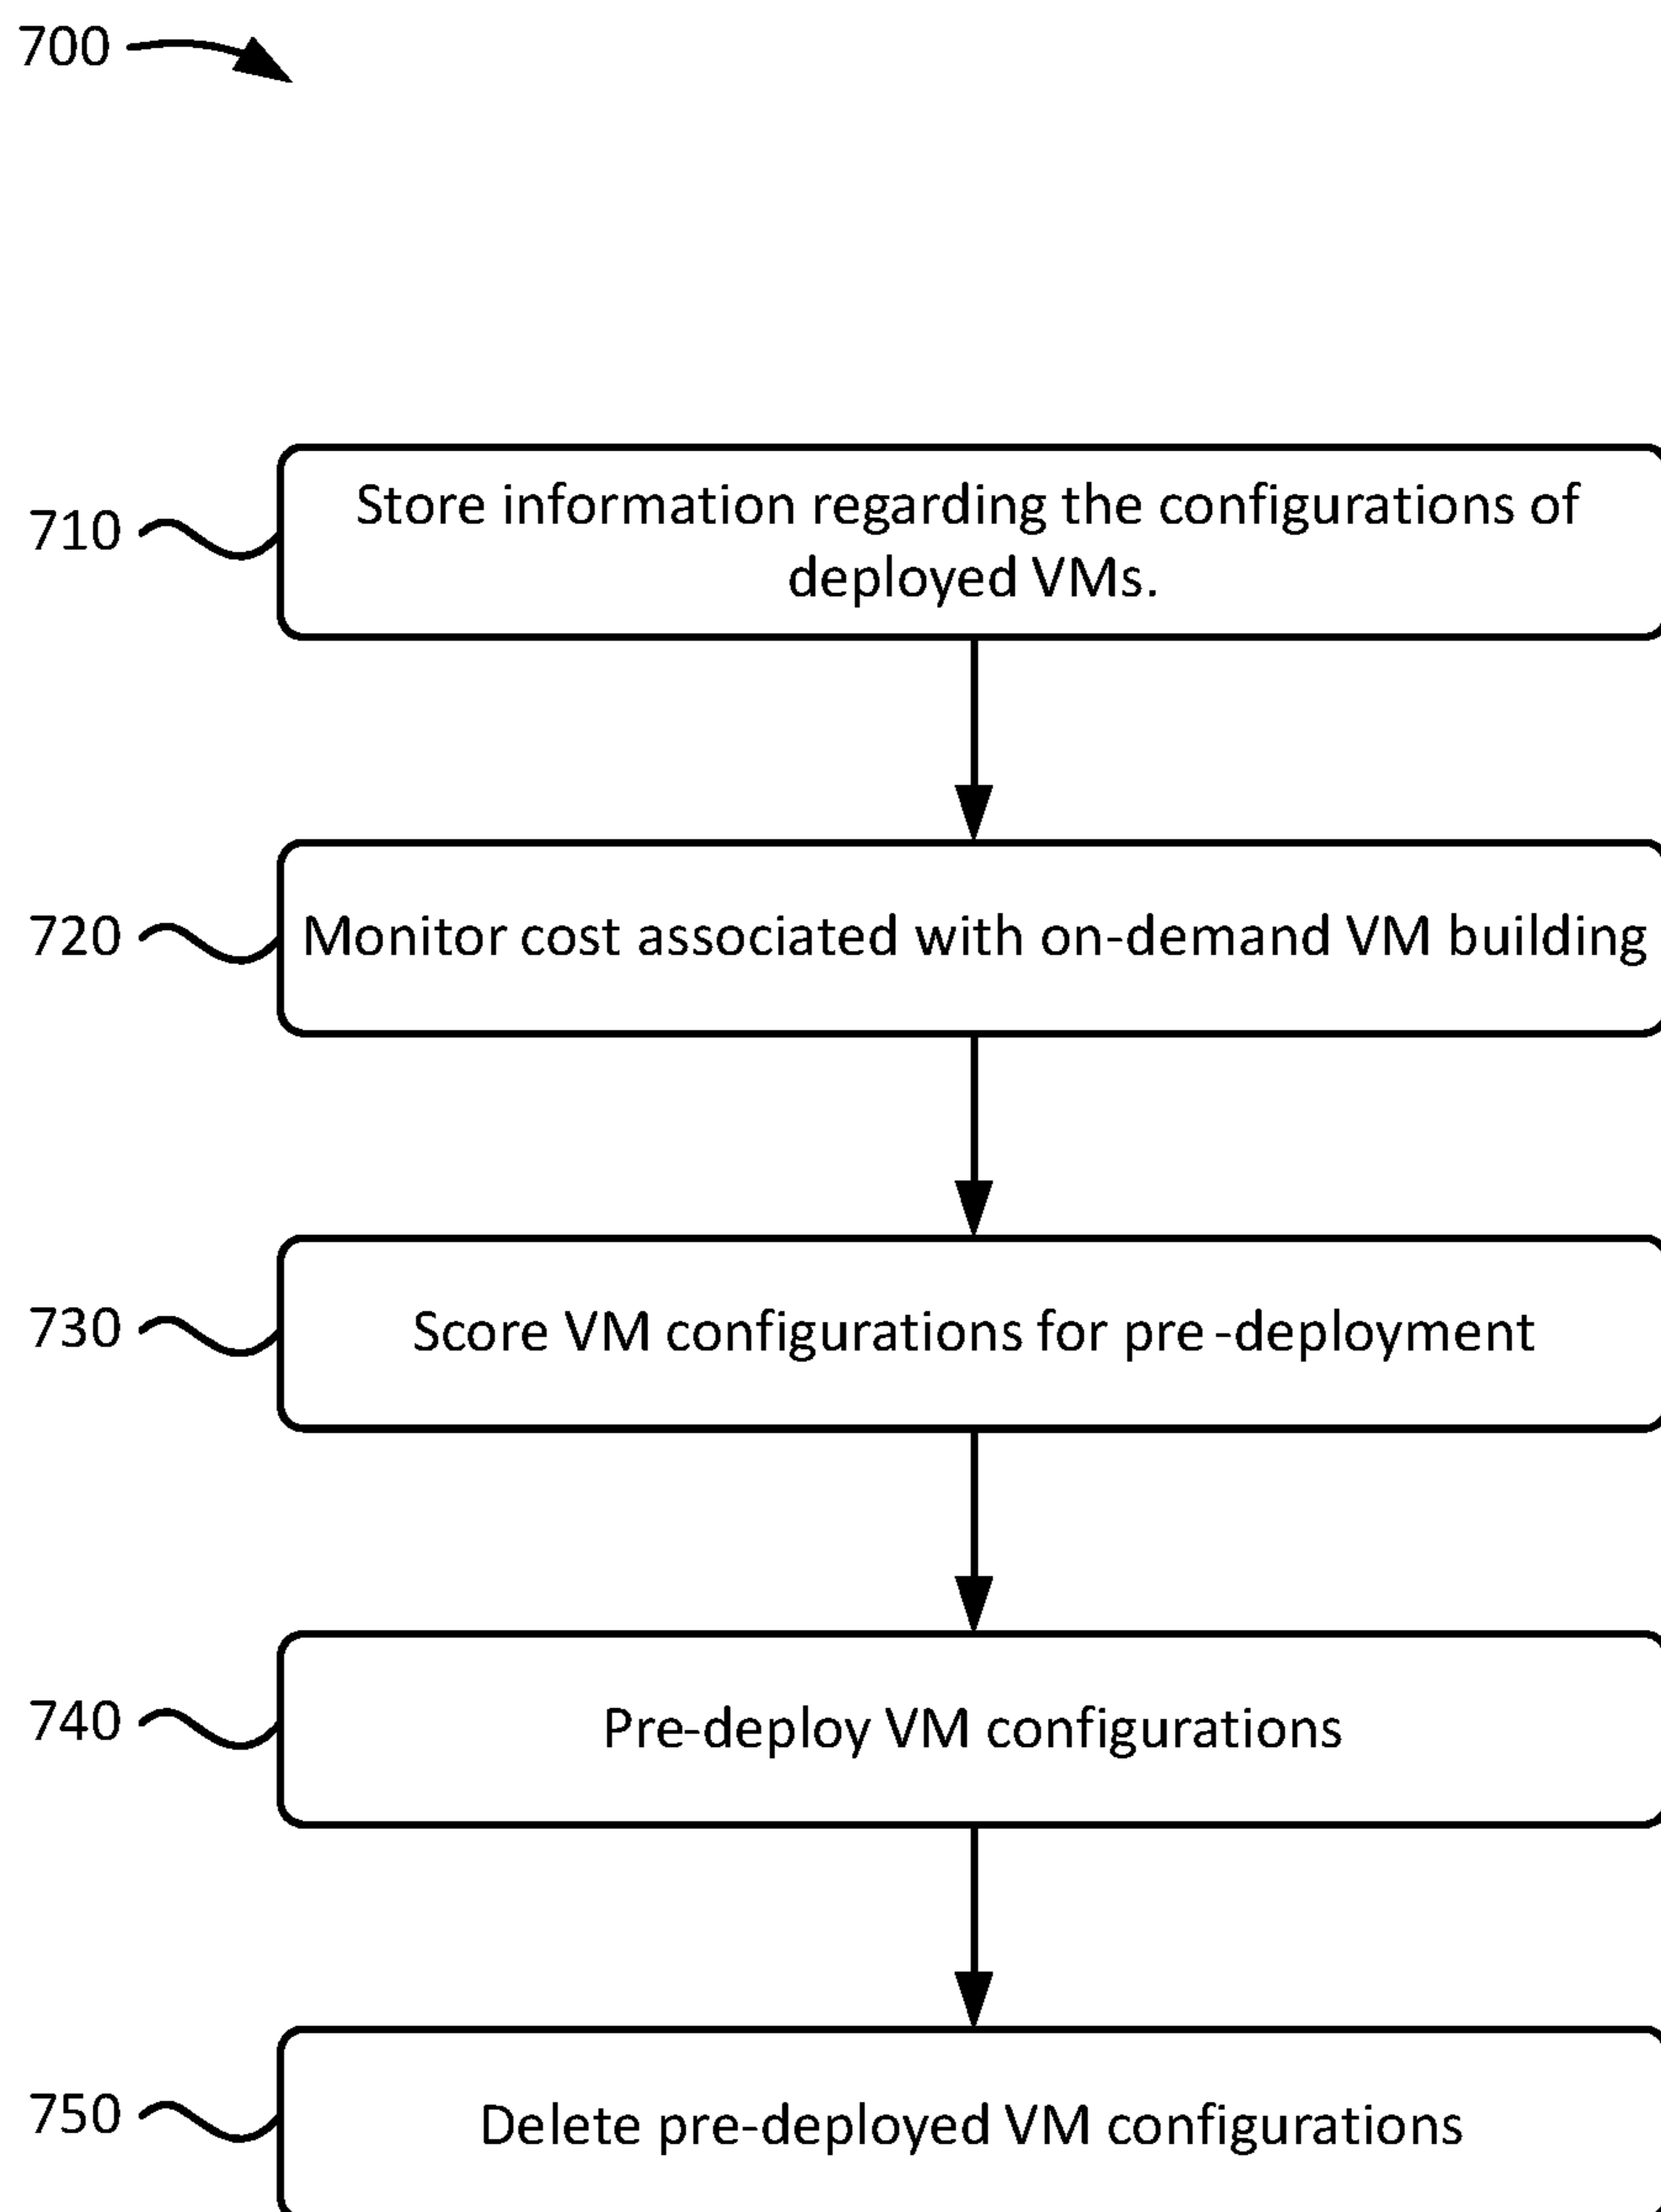 700
710
Store information regarding the configurations of
deployed VMs.
720
Monitor cost associated with on-demand VM building
730
Score VM configurations for pre-deployment
740
Pre-deploy VM configurations
750
Delete pre-deployed VM configurations